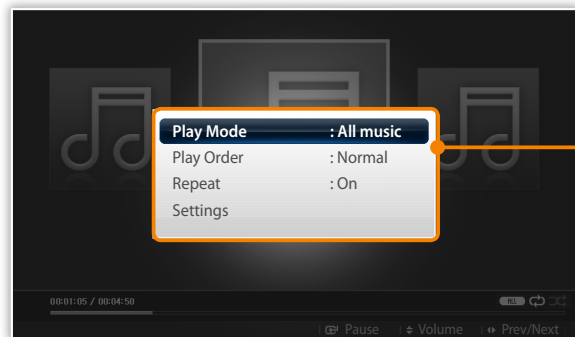 Play Mode : All music
Play Order : Normal
Repeat : On
Settings
00:01:05 / 00:04:50 ALL
Pause Volume Prev/Next